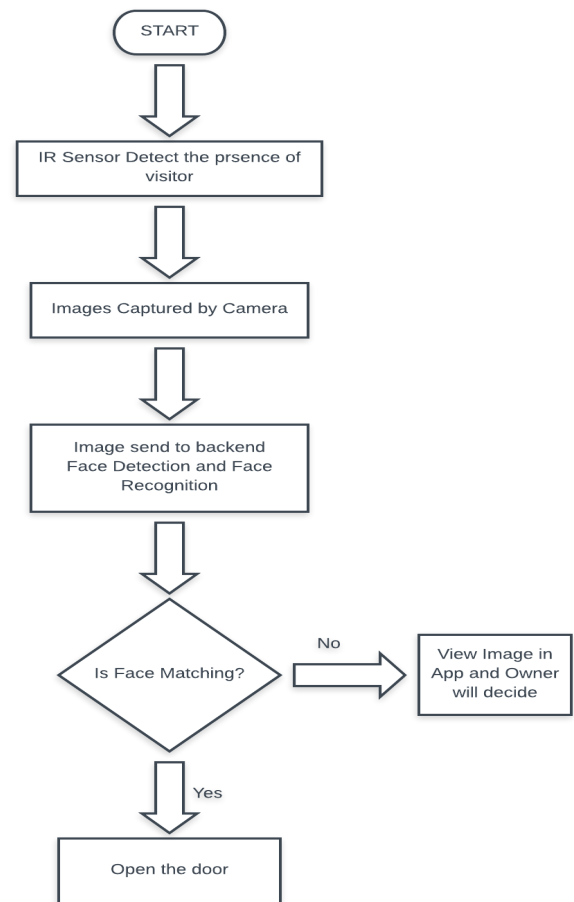 START
IR Sensor Detect the prsence of
visitor
Images Captured by Camera
Image send to backend
Face Detection and Face
Recognition
Is Face Matching?
No
View Image in
App and Owner
will decide
Yes
Open the door